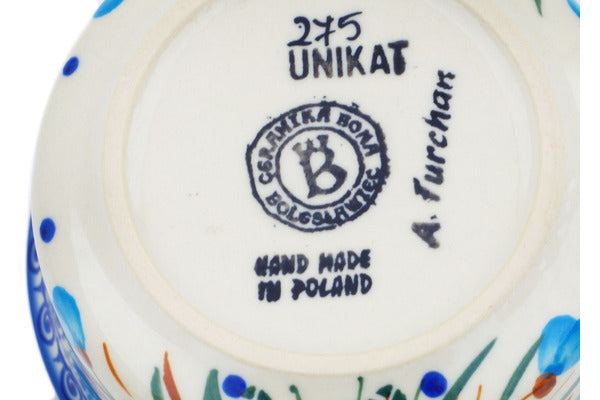 275
UNIKAT
CERAMIKA BONA
B
BOLESŁAWIEC
HAND MADE
IN POLAND
A. Turchan